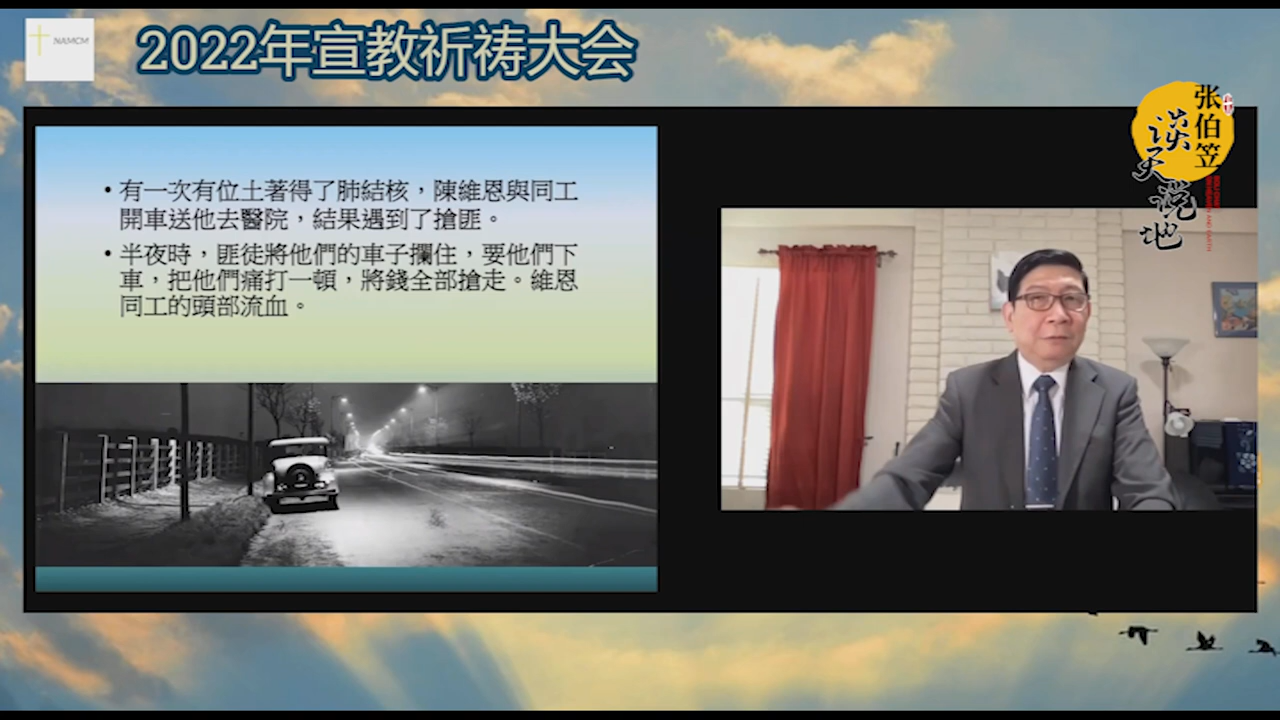 NAMCM
2022年宣教祈祷大会
张伯笠
谈天说地
• 有一次有位土著得了肺結核，陳維恩與同工
開車送他去醫院，結果遇到了搶匪。
• 半夜時，匪徒將他們的車子攔住，要他們下
車，把他們痛打一頓，將錢全部搶走。維恩
同工的頭部流血。